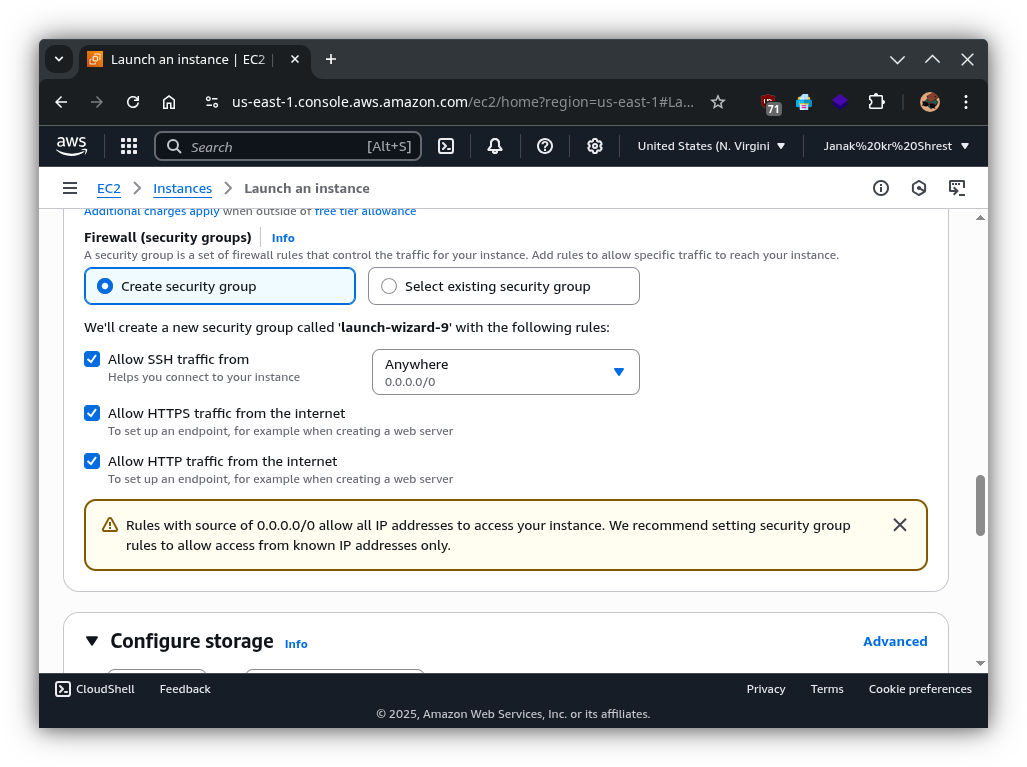 Launch an instance | EC2
us-east-1.console.aws.amazon.com/ec2/home?region=us-east-1#La...
71
aws
Search
[Alt+S]
United States (N. Virgini
Janak%20kr%20Shrest
EC2 > Instances > Launch an instance
Additional charges apply when outside of free tier allowance
Firewall (security groups) Info
A security group is a set of firewall rules that control the traffic for your instance. Add rules to allow specific traffic to reach your instance.
Create security group
Select existing security group
We'll create a new security group called 'launch-wizard-9' with the following rules:
Allow SSH traffic from
Helps you connect to your instance
Anywhere
0.0.0.0/0
Allow HTTPS traffic from the internet
To set up an endpoint, for example when creating a web server
Allow HTTP traffic from the internet
To set up an endpoint, for example when creating a web server
Rules with source of 0.0.0.0/0 allow all IP addresses to access your instance. We recommend setting security group
rules to allow access from known IP addresses only.
Configure storage Info
Advanced
CloudShell Feedback
Privacy Terms Cookie preferences
© 2025, Amazon Web Services, Inc. or its affiliates.